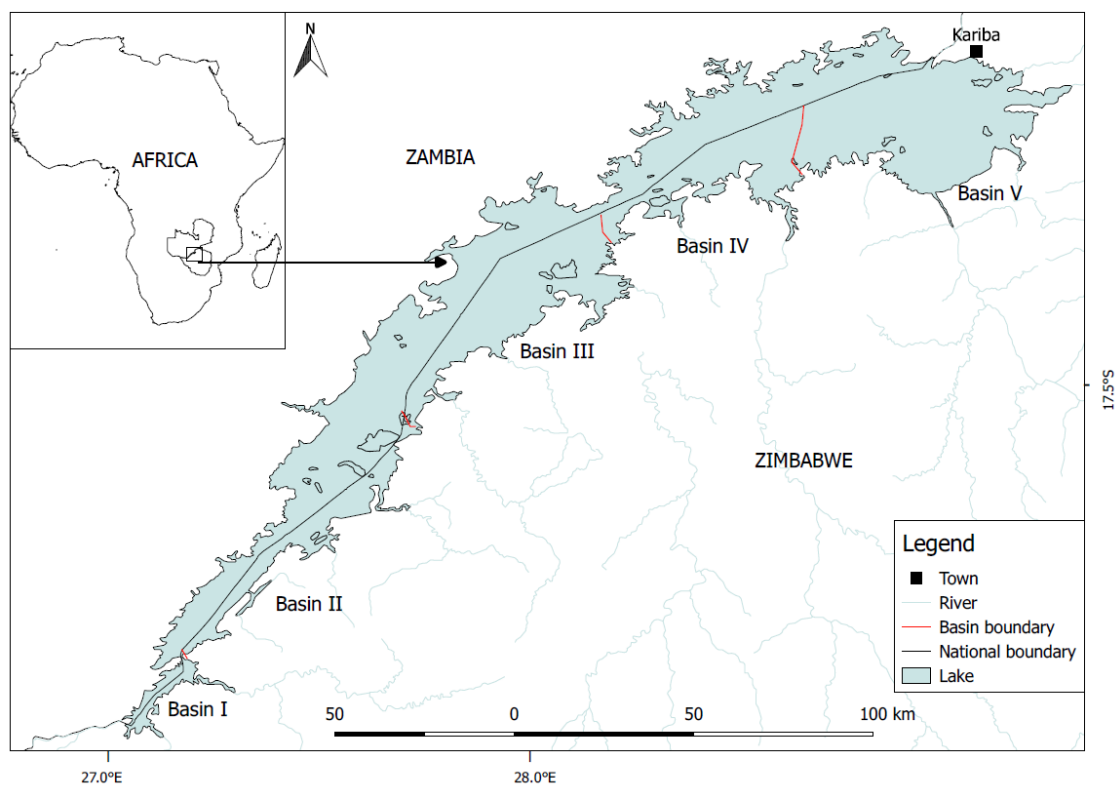 Kariba
N
AFRICA
ZAMBIA
Basin V
Basin IV
Basin III
17.5°S
ZIMBABWE
Legend
Town
River
Basin boundary
National boundary
Lake
Basin II
Basin I
50 0 50 100 km
27.0°E 28.0°E